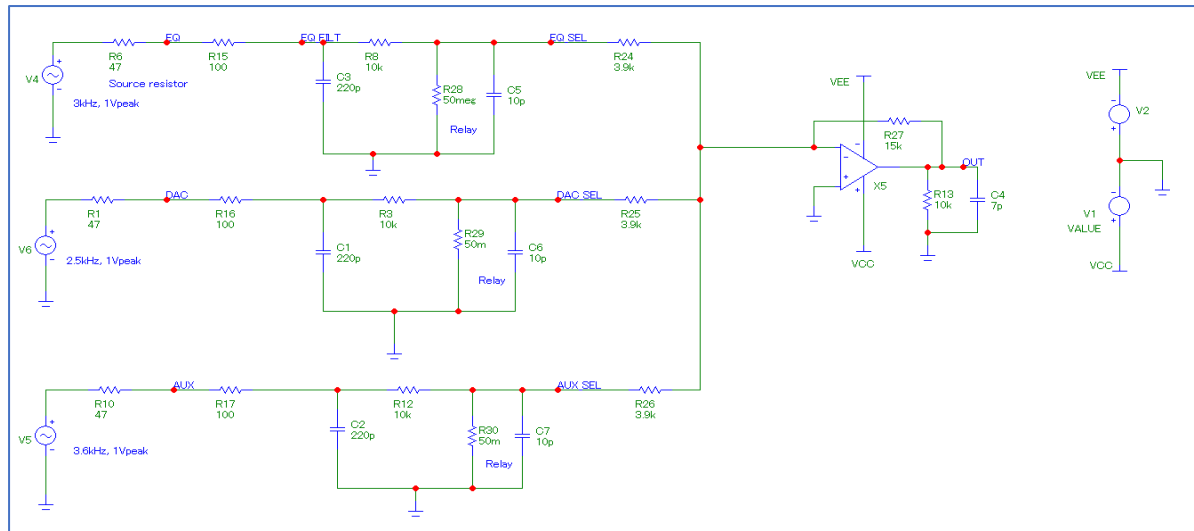 EQ
EQ FILT
EQ SEL
R6
47
R15
100
R8
10k
R24
3.9k
V4
Source resistor
3kHz, 1Vpeak
C3
220p
R28
50meg
C5
10p
Relay
VEE
R27
15k
OUT
X5
R13
10k
C4
7p
VCC
VEE
V2
V1
VALUE
VCC
DAC
DAC SEL
R1
47
R16
100
R3
10k
R25
3.9k
V6
2.5kHz, 1Vpeak
C1
220p
R29
50m
C6
10p
Relay
AUX
AUX SEL
R10
47
R17
100
R12
10k
R26
3.9k
V5
3.6kHz, 1Vpeak
C2
220p
R30
50m
C7
10p
Relay